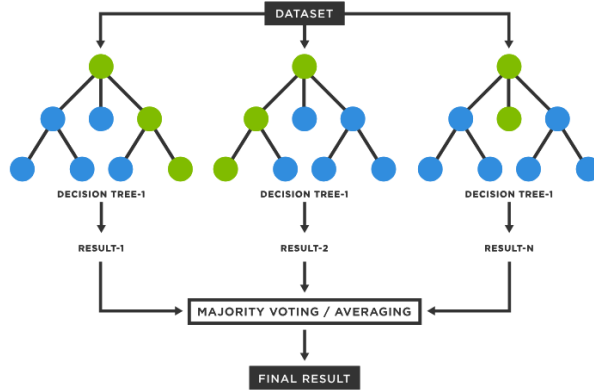 DATASET
DECISION TREE-1 DECISION TREE-1 DECISION TREE-1
RESULT-1 RESULT-2 RESULT-N
MAJORITY VOTING / AVERAGING
FINAL RESULT